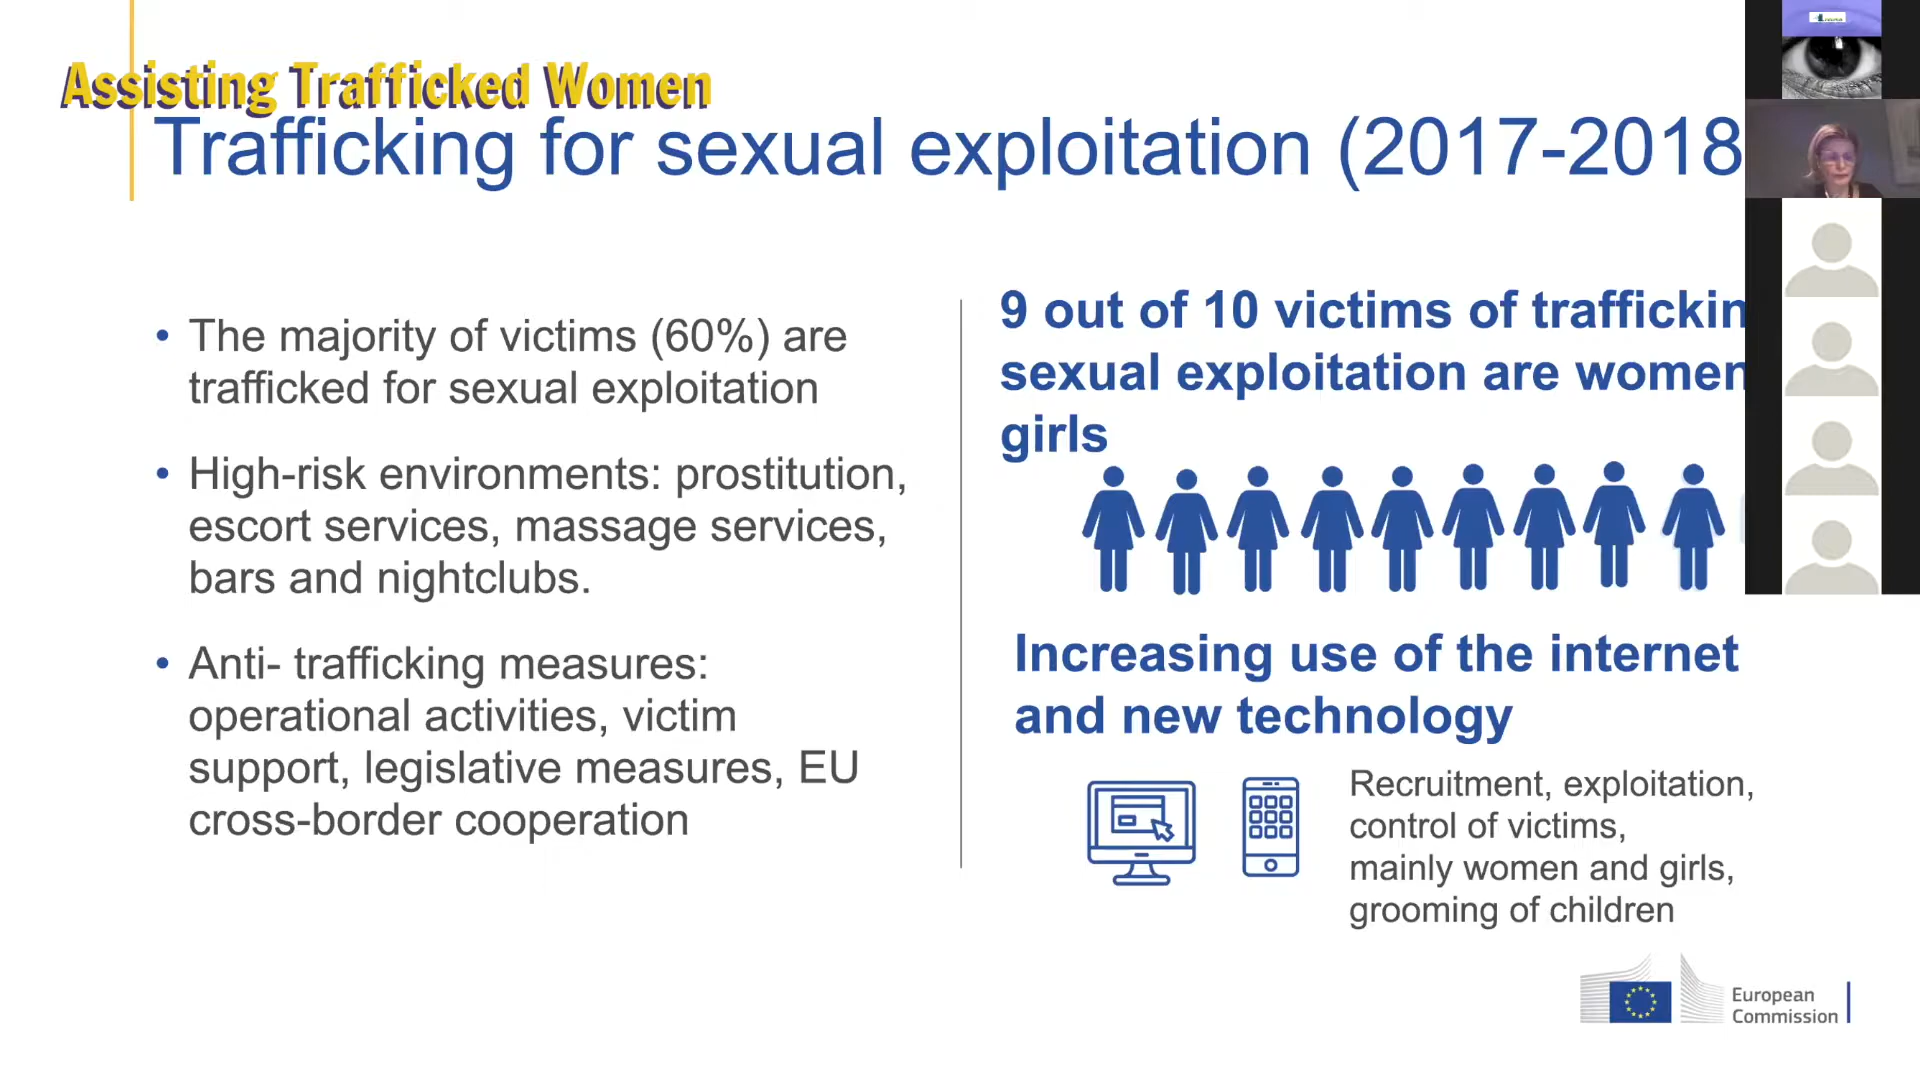 Assisting Trafficked Women
Trafficking for sexual exploitation (2017-2018
• The majority of victims (60%) are
trafficked for sexual exploitation
• High-risk environments: prostitution,
escort services, massage services,
bars and nightclubs.
• Anti- trafficking measures:
operational activities, victim
support, legislative measures, EU
cross-border cooperation
9 out of 10 victims of traffickin
sexual exploitation are women
girls
Increasing use of the internet
and new technology
Recruitment, exploitation,
control of victims,
mainly women and girls,
grooming of children
European
Commission